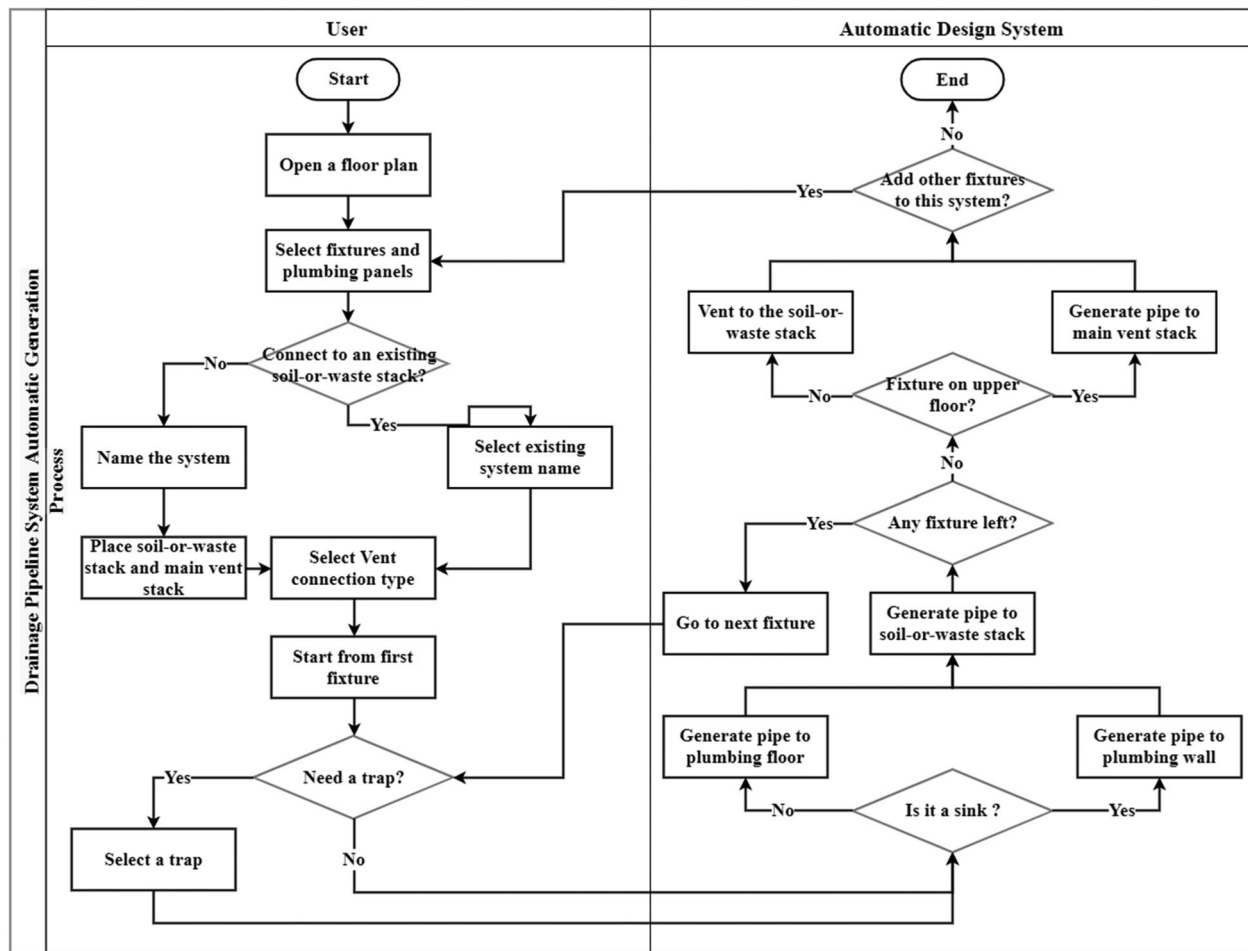 Drainage Pipeline System Automatic Generation
Process
User
Start
Open a floor plan
Select fixtures and
plumbing panels
Connect to an existing
soil-or-waste stack?
No
Yes
Name the system
Select existing
system name
Place soil-or-waste
stack and main vent
stack
Select Vent
connection type
Start from first
fixture
Need a trap?
Yes
No
Select a trap
Automatic Design System
End
No
Add other fixtures
to this system?
Yes
Vent to the soil-or-
waste stack
Generate pipe to
main vent stack
Fixture on upper
floor?
No
Yes
No
Any fixture left?
Yes
Go to next fixture
Generate pipe to
soil-or-waste stack
Generate pipe to
plumbing floor
Generate pipe to
plumbing wall
Is it a sink ?
No
Yes